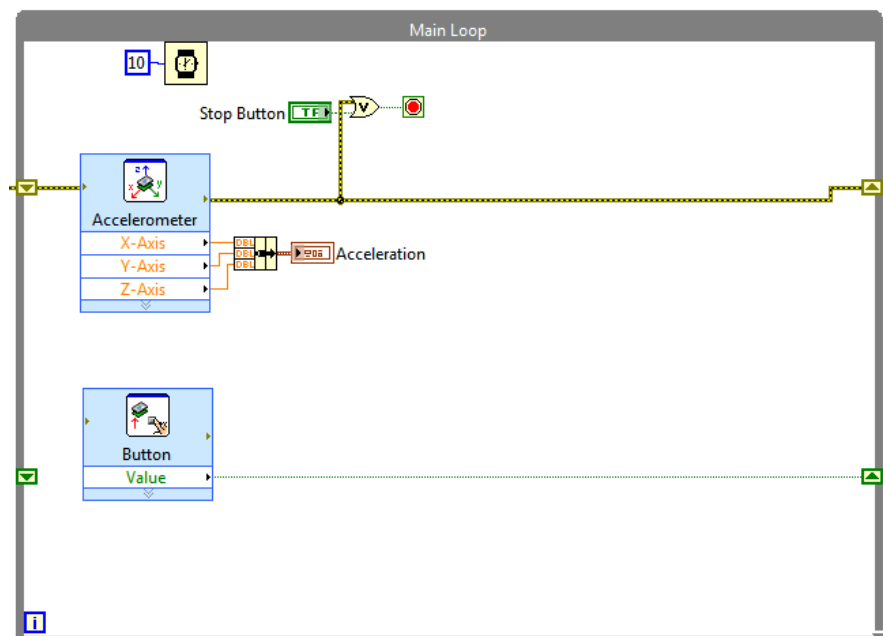 Main Loop
10
Stop Button TF
Accelerometer
X-Axis DBL
Y-Axis DBL
Z-Axis DBL
Acceleration
Button
Value
i